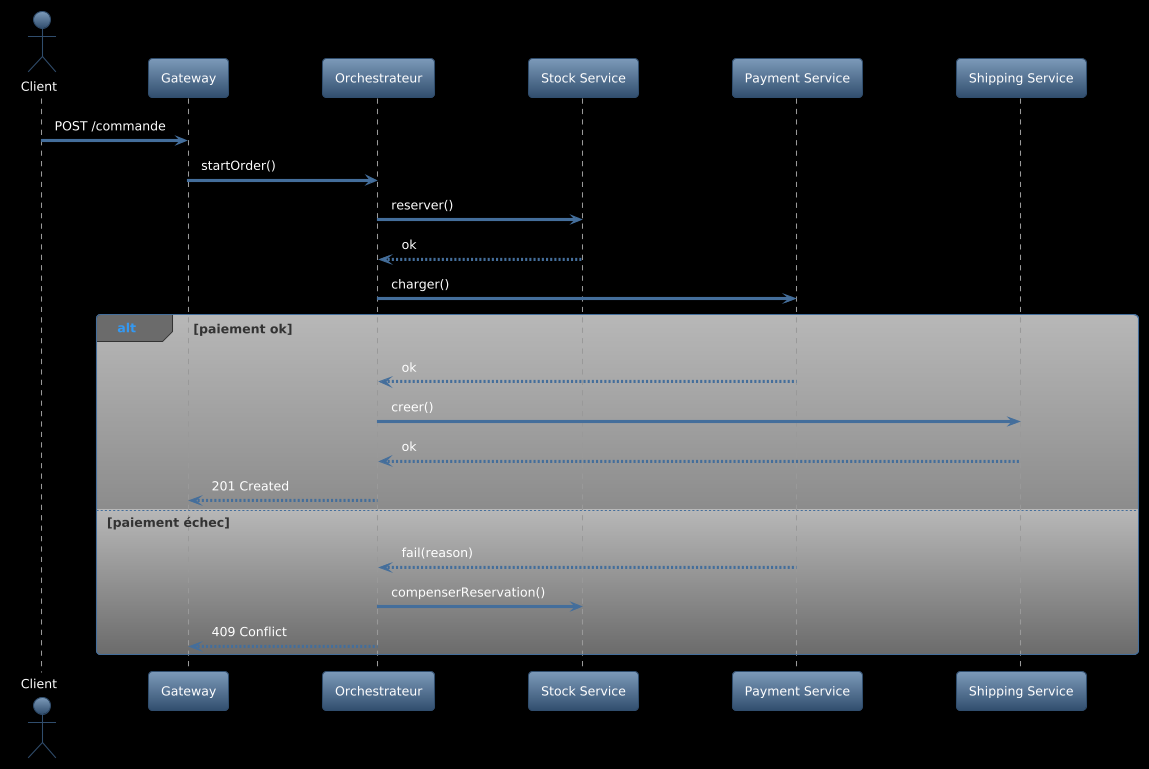 Client
Gateway
Orchestrateur
Stock Service
Payment Service
Shipping Service
POST /commande
startOrder()
reserver()
ok
charger()
alt
[paiement ok]
ok
creer()
ok
201 Created
[paiement échec]
fail(reason)
compenserReservation()
409 Conflict
Client
Gateway
Orchestrateur
Stock Service
Payment Service
Shipping Service